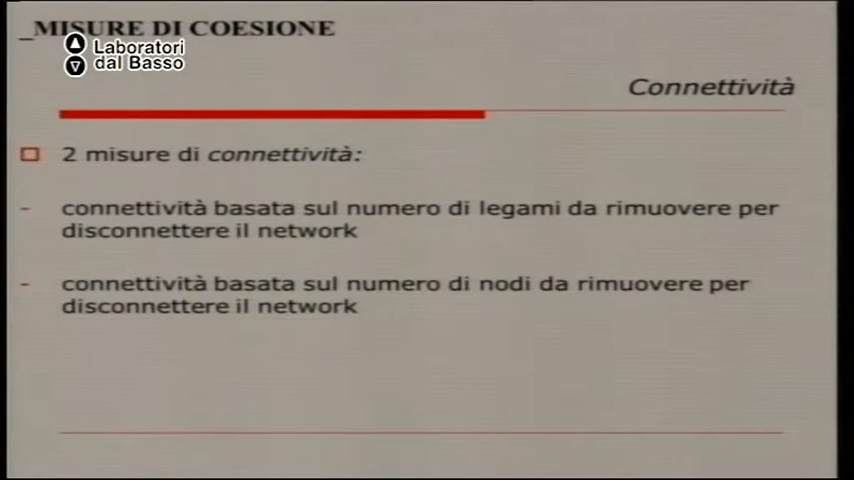 _MISURE DI COESIONE
Laboratori
dal Basso
Connettività
2 misure di connettività:
- connettività basata sul numero di legami da rimuovere per
disconnettere il network
- connettività basata sul numero di nodi da rimuovere per
disconnettere il network